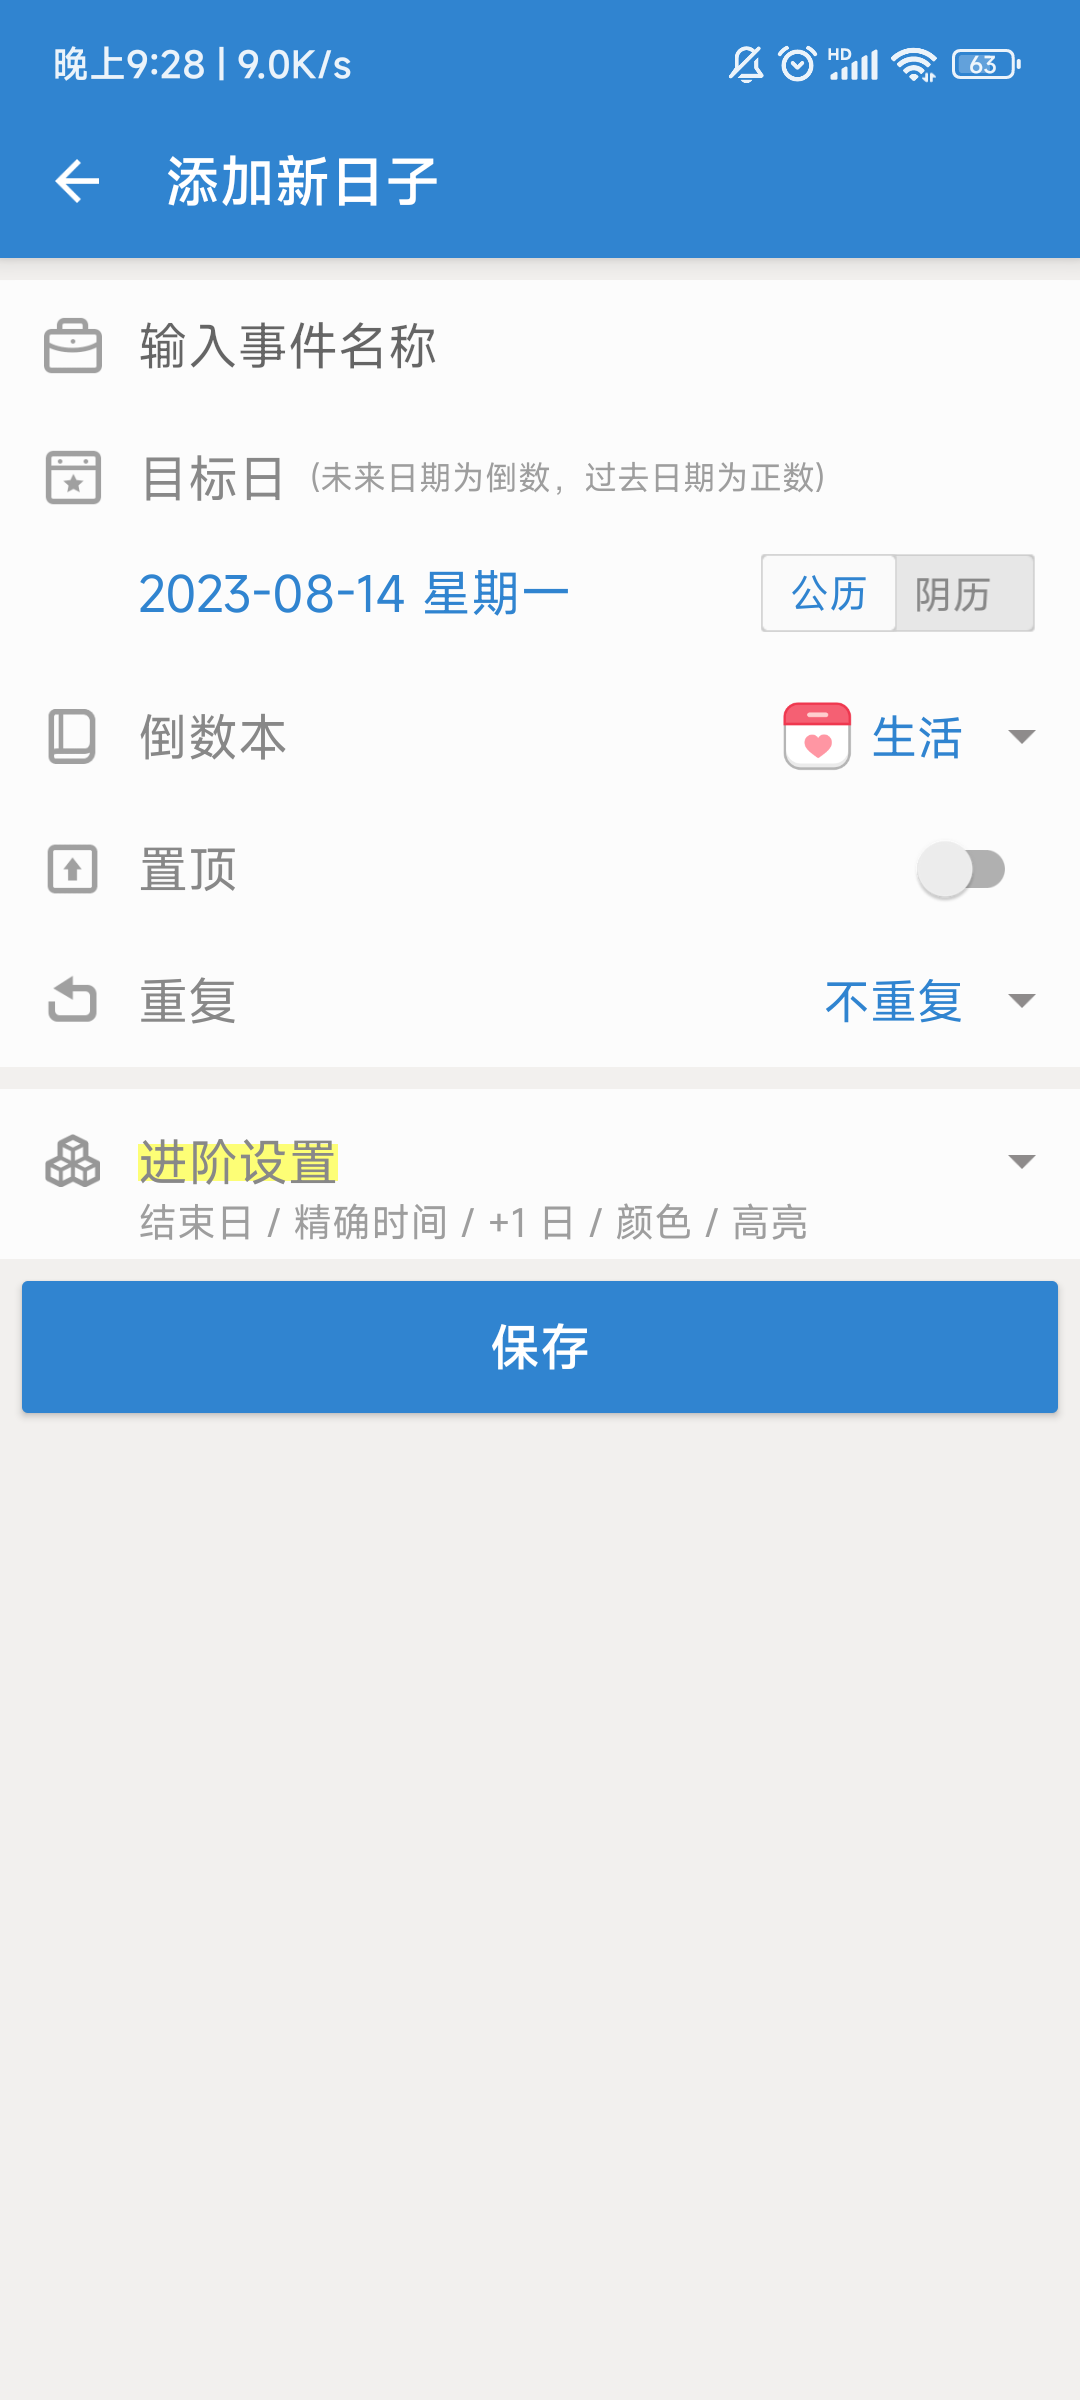 晚上9:28 | 9.0K/s HD 63
添加新日子
输入事件名称
目标日 (未来日期为倒数，过去日期为正数)
2023-08-14 星期一 公历 阴历
倒数本 生活
置顶
重复 不重复
进阶设置
结束日 / 精确时间 / +1 日 / 颜色 / 高亮
保存